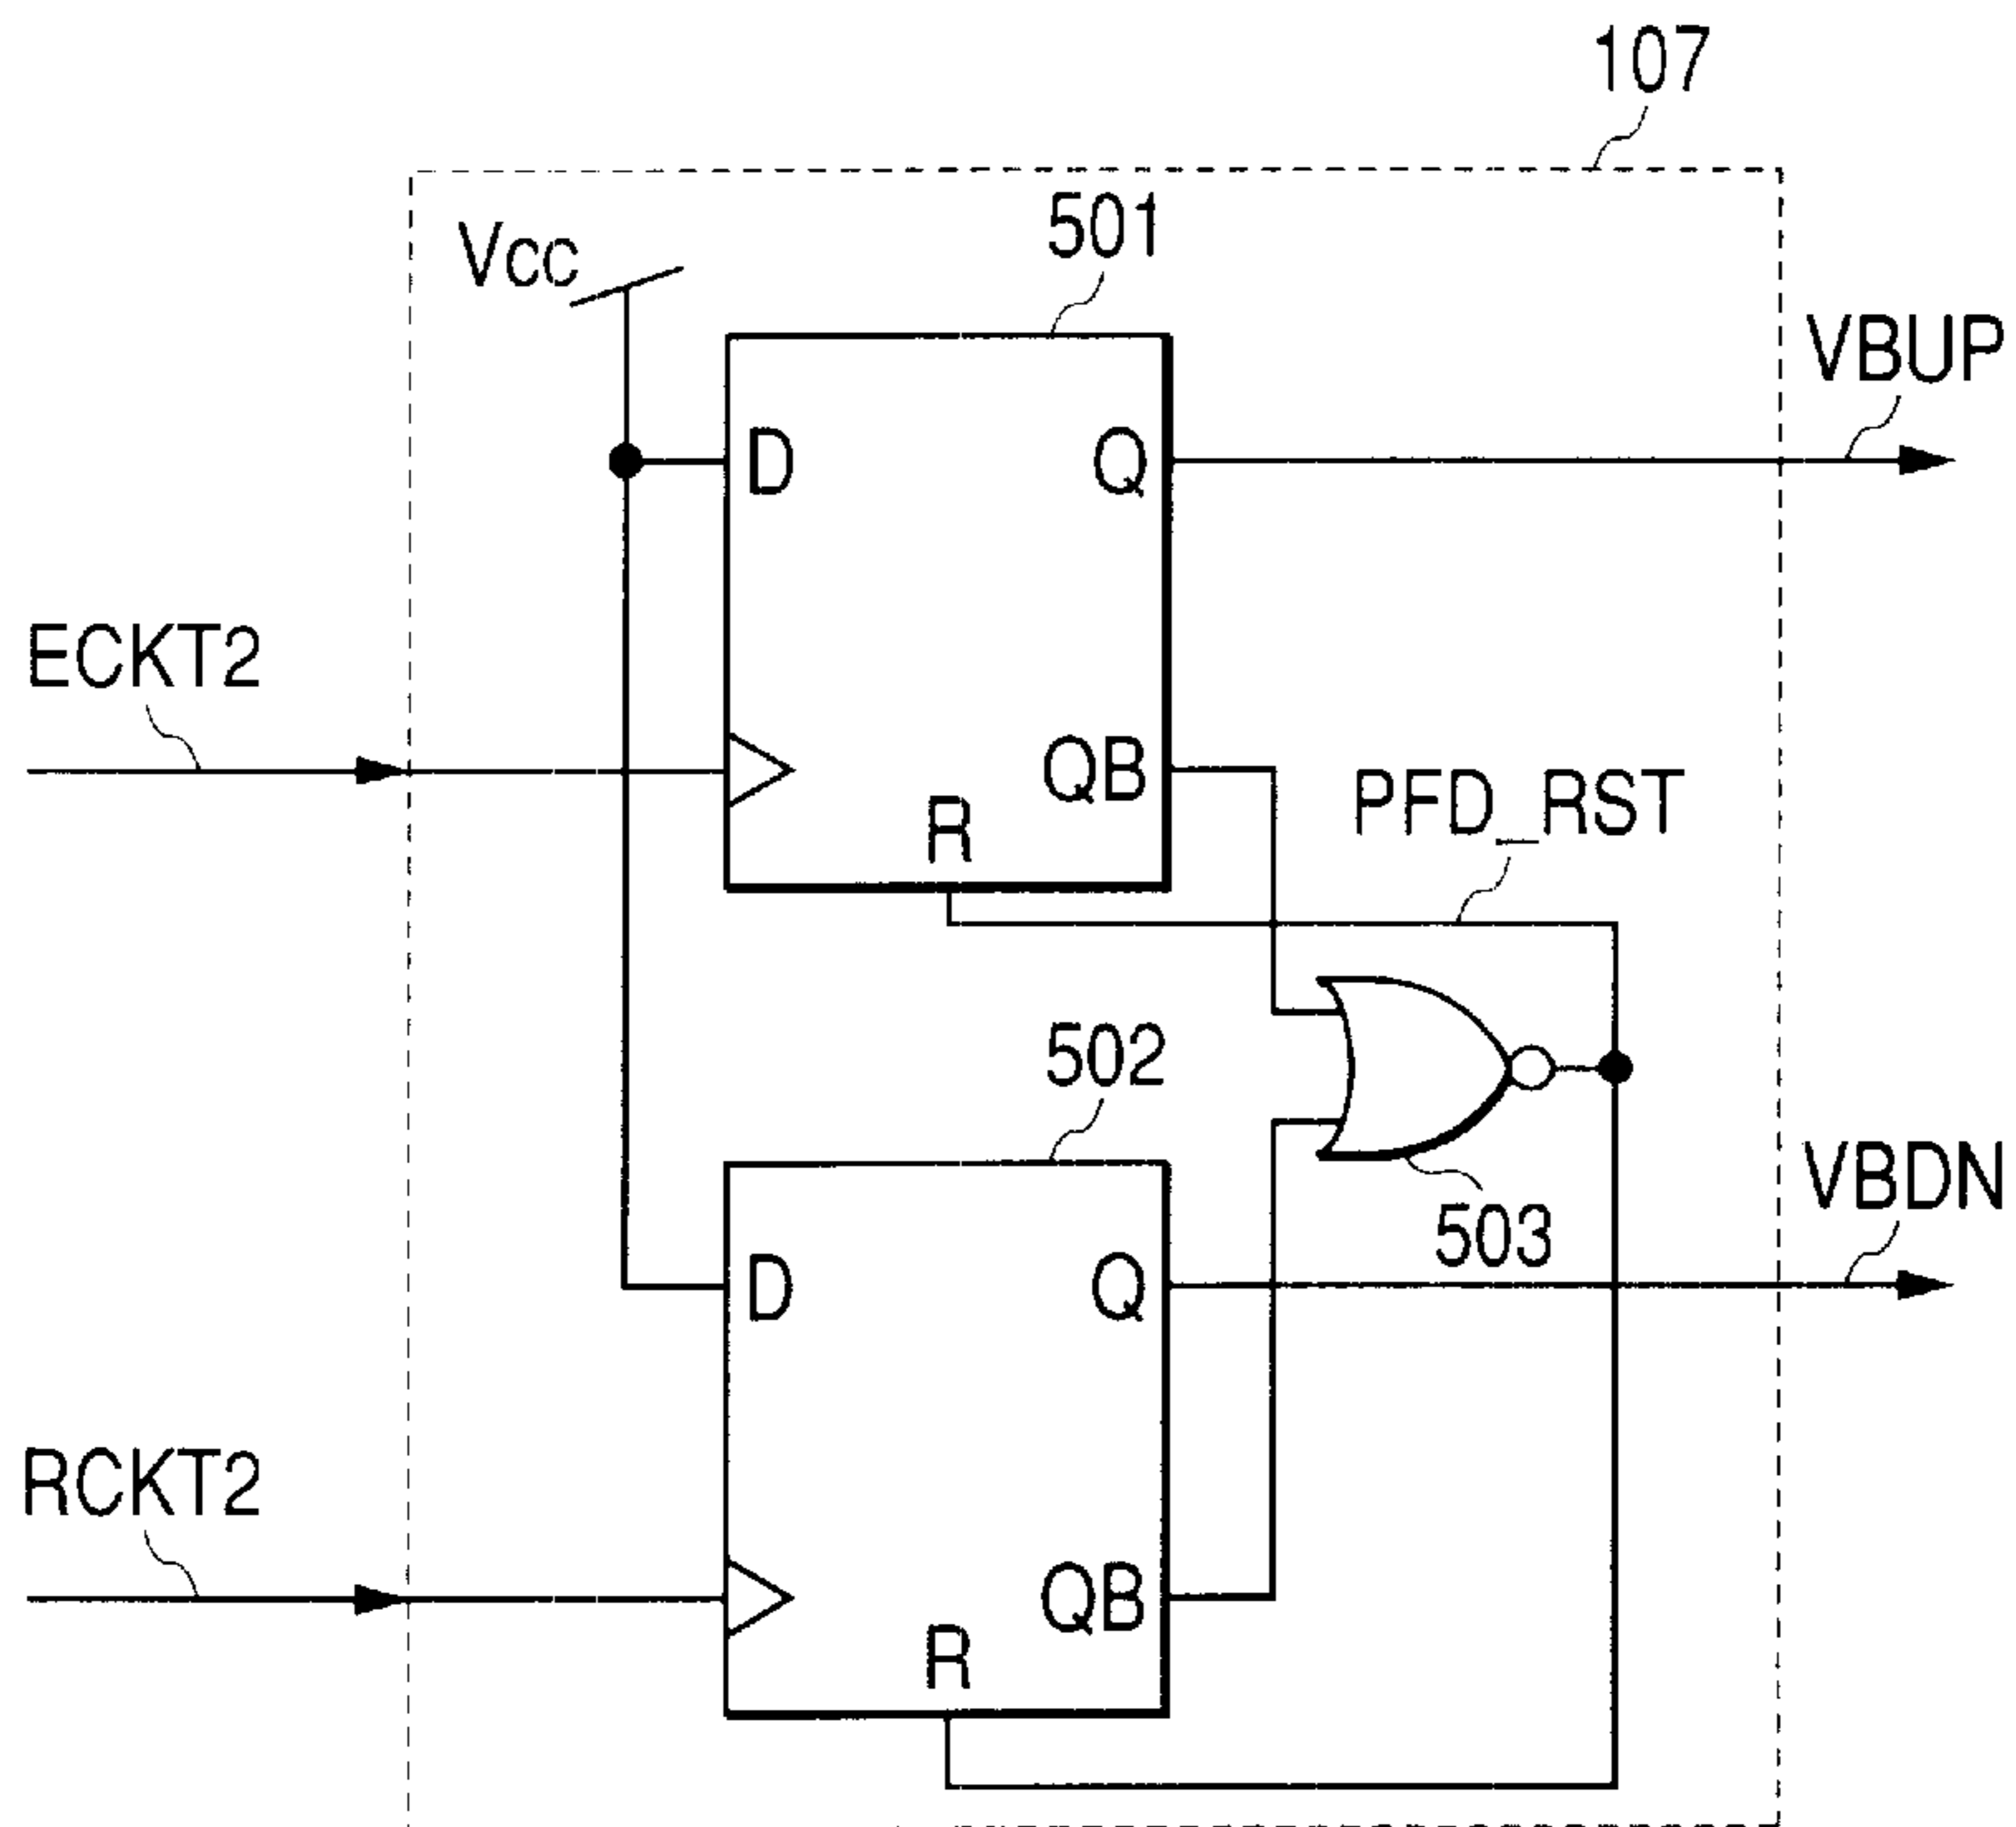 107
Vcc
501
VBUP
D
Q
ECKT2
QB
PFD_RST
R
502
503
VBDN
D
Q
RCKT2
QB
R